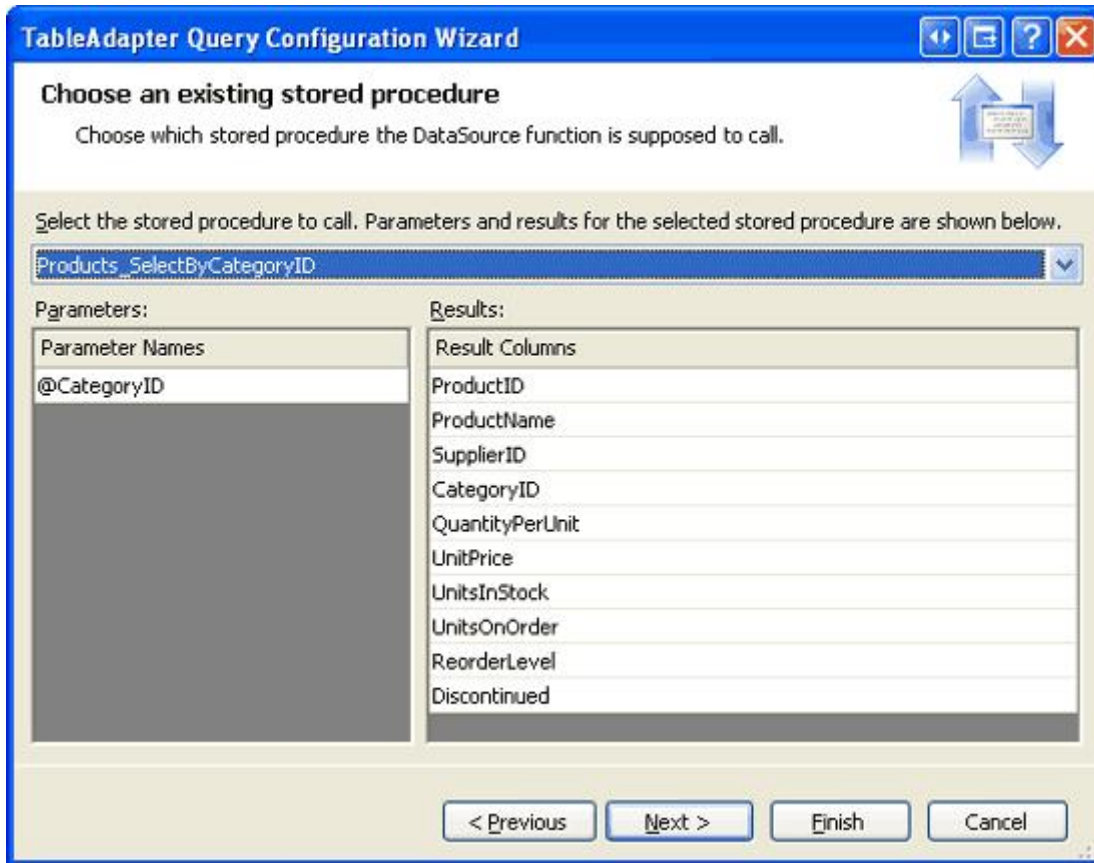 TableAdapter Query Configuration Wizard
Choose an existing stored procedure
Choose which stored procedure the DataSource function is supposed to call.
Select the stored procedure to call. Parameters and results for the selected stored procedure are shown below.
Products_SelectByCategoryID
Parameters:
Parameter Names
@CategoryID
Results:
Result Columns
ProductID
ProductName
SupplierID
CategoryID
QuantityPerUnit
UnitPrice
UnitsInStock
UnitsOnOrder
ReorderLevel
Discontinued
< Previous Next > Finish Cancel